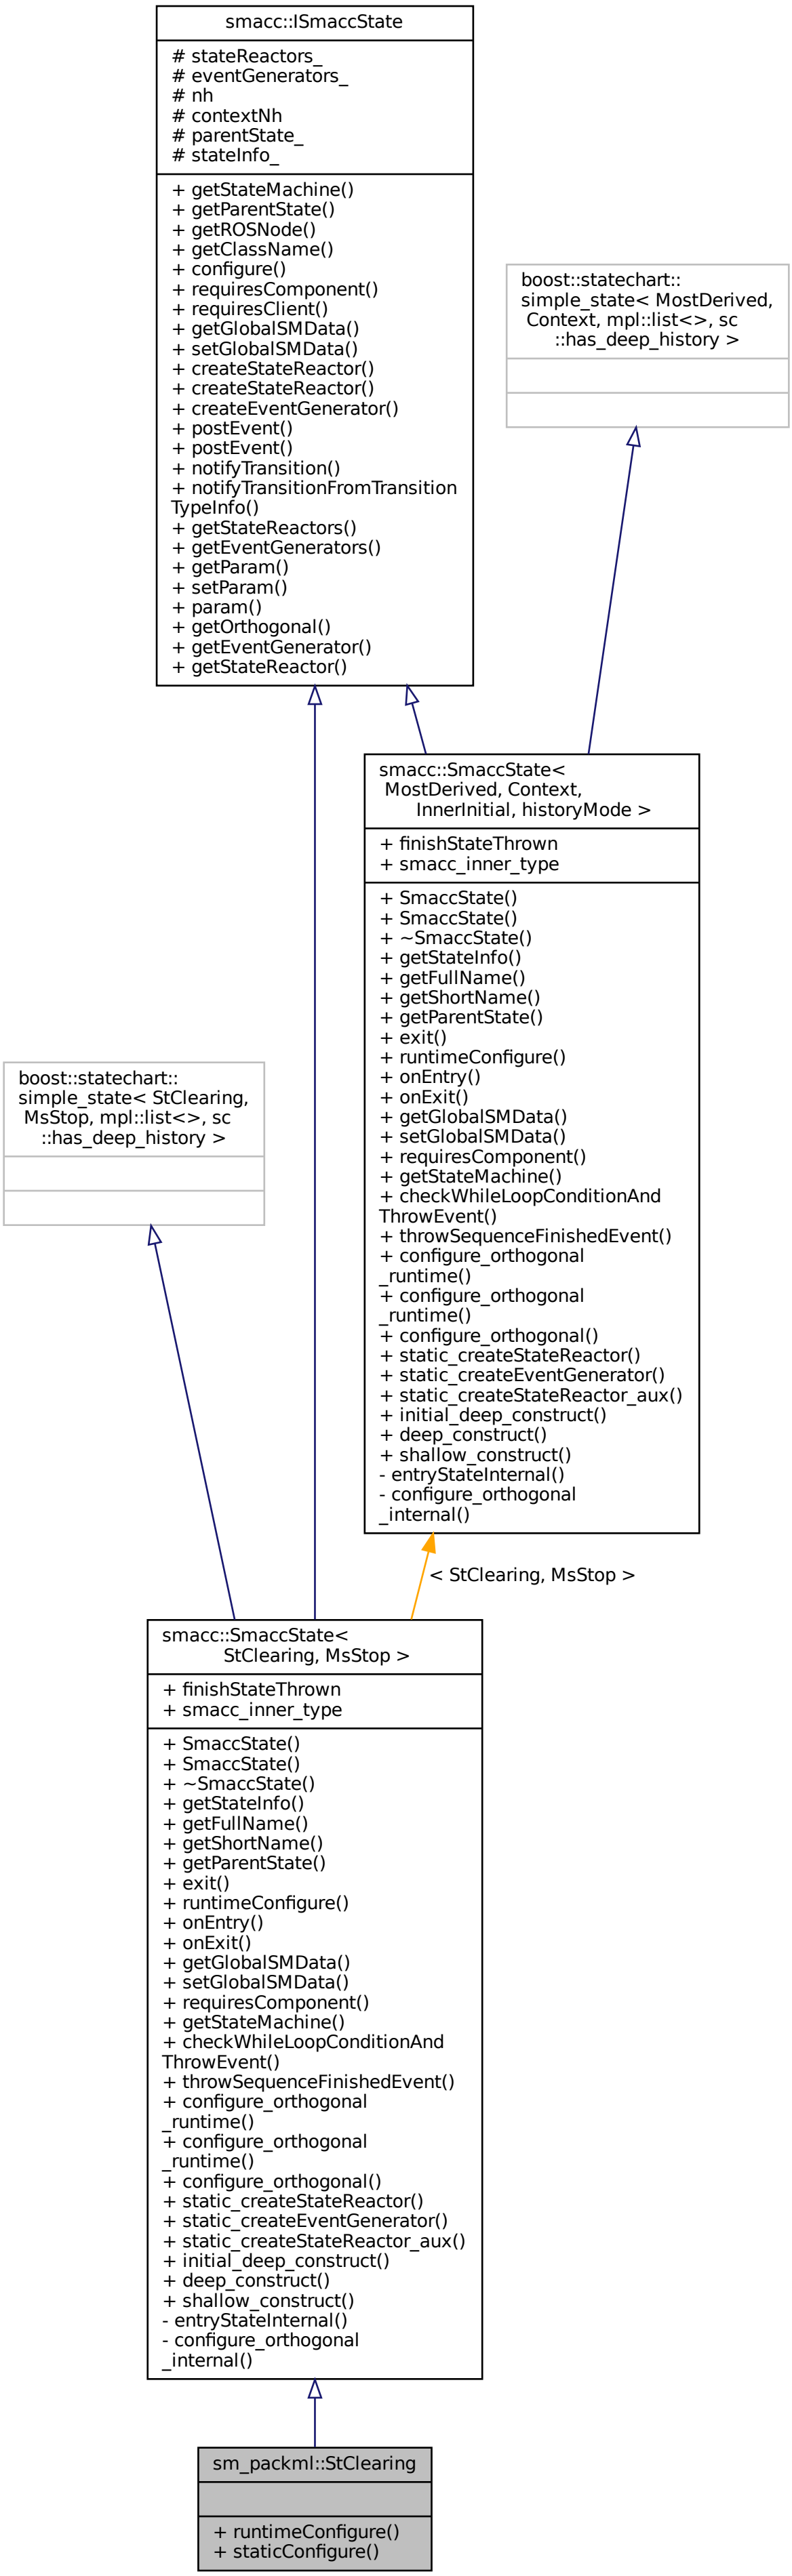 smacc::ISmaccState
# stateReactors_
# eventGenerators_
# nh
# contextNh
# parentState_
# stateInfo_
+ getStateMachine()
+ getParentState()
+ getROSNode()
+ getClassName()
+ configure()
+ requiresComponent()
+ requiresClient()
+ getGlobalSMData()
+ setGlobalSMData()
+ createStateReactor()
+ createStateReactor()
+ createEventGenerator()
+ postEvent()
+ postEvent()
+ notifyTransition()
+ notifyTransitionFromTransition
TypeInfo()
+ getStateReactors()
+ getEventGenerators()
+ getParam()
+ setParam()
+ param()
+ getOrthogonal()
+ getEventGenerator()
+ getStateReactor()
boost::statechart::
simple_state< MostDerived,
Context, mpl::list<>, sc
::has_deep_history >
smacc::SmaccState<
MostDerived, Context,
InnerInitial, historyMode >
+ finishStateThrown
+ smacc_inner_type
+ SmaccState()
+ SmaccState()
+ ~SmaccState()
+ getStateInfo()
+ getFullName()
+ getShortName()
+ getParentState()
+ exit()
+ runtimeConfigure()
+ onEntry()
+ onExit()
+ getGlobalSMData()
+ setGlobalSMData()
+ requiresComponent()
+ getStateMachine()
+ checkWhileLoopConditionAnd
ThrowEvent()
+ throwSequenceFinishedEvent()
+ configure_orthogonal
_runtime()
+ configure_orthogonal
_runtime()
+ configure_orthogonal()
+ static_createStateReactor()
+ static_createEventGenerator()
+ static_createStateReactor_aux()
+ initial_deep_construct()
+ deep_construct()
+ shallow_construct()
- entryStateInternal()
- configure_orthogonal
_internal()
boost::statechart::
simple_state< StClearing,
MsStop, mpl::list<>, sc
::has_deep_history >
< StClearing, MsStop >
smacc::SmaccState<
StClearing, MsStop >
+ finishStateThrown
+ smacc_inner_type
+ SmaccState()
+ SmaccState()
+ ~SmaccState()
+ getStateInfo()
+ getFullName()
+ getShortName()
+ getParentState()
+ exit()
+ runtimeConfigure()
+ onEntry()
+ onExit()
+ getGlobalSMData()
+ setGlobalSMData()
+ requiresComponent()
+ getStateMachine()
+ checkWhileLoopConditionAnd
ThrowEvent()
+ throwSequenceFinishedEvent()
+ configure_orthogonal
_runtime()
+ configure_orthogonal
_runtime()
+ configure_orthogonal()
+ static_createStateReactor()
+ static_createEventGenerator()
+ static_createStateReactor_aux()
+ initial_deep_construct()
+ deep_construct()
+ shallow_construct()
- entryStateInternal()
- configure_orthogonal
_internal()
sm_packml::StClearing
+ runtimeConfigure()
+ staticConfigure()